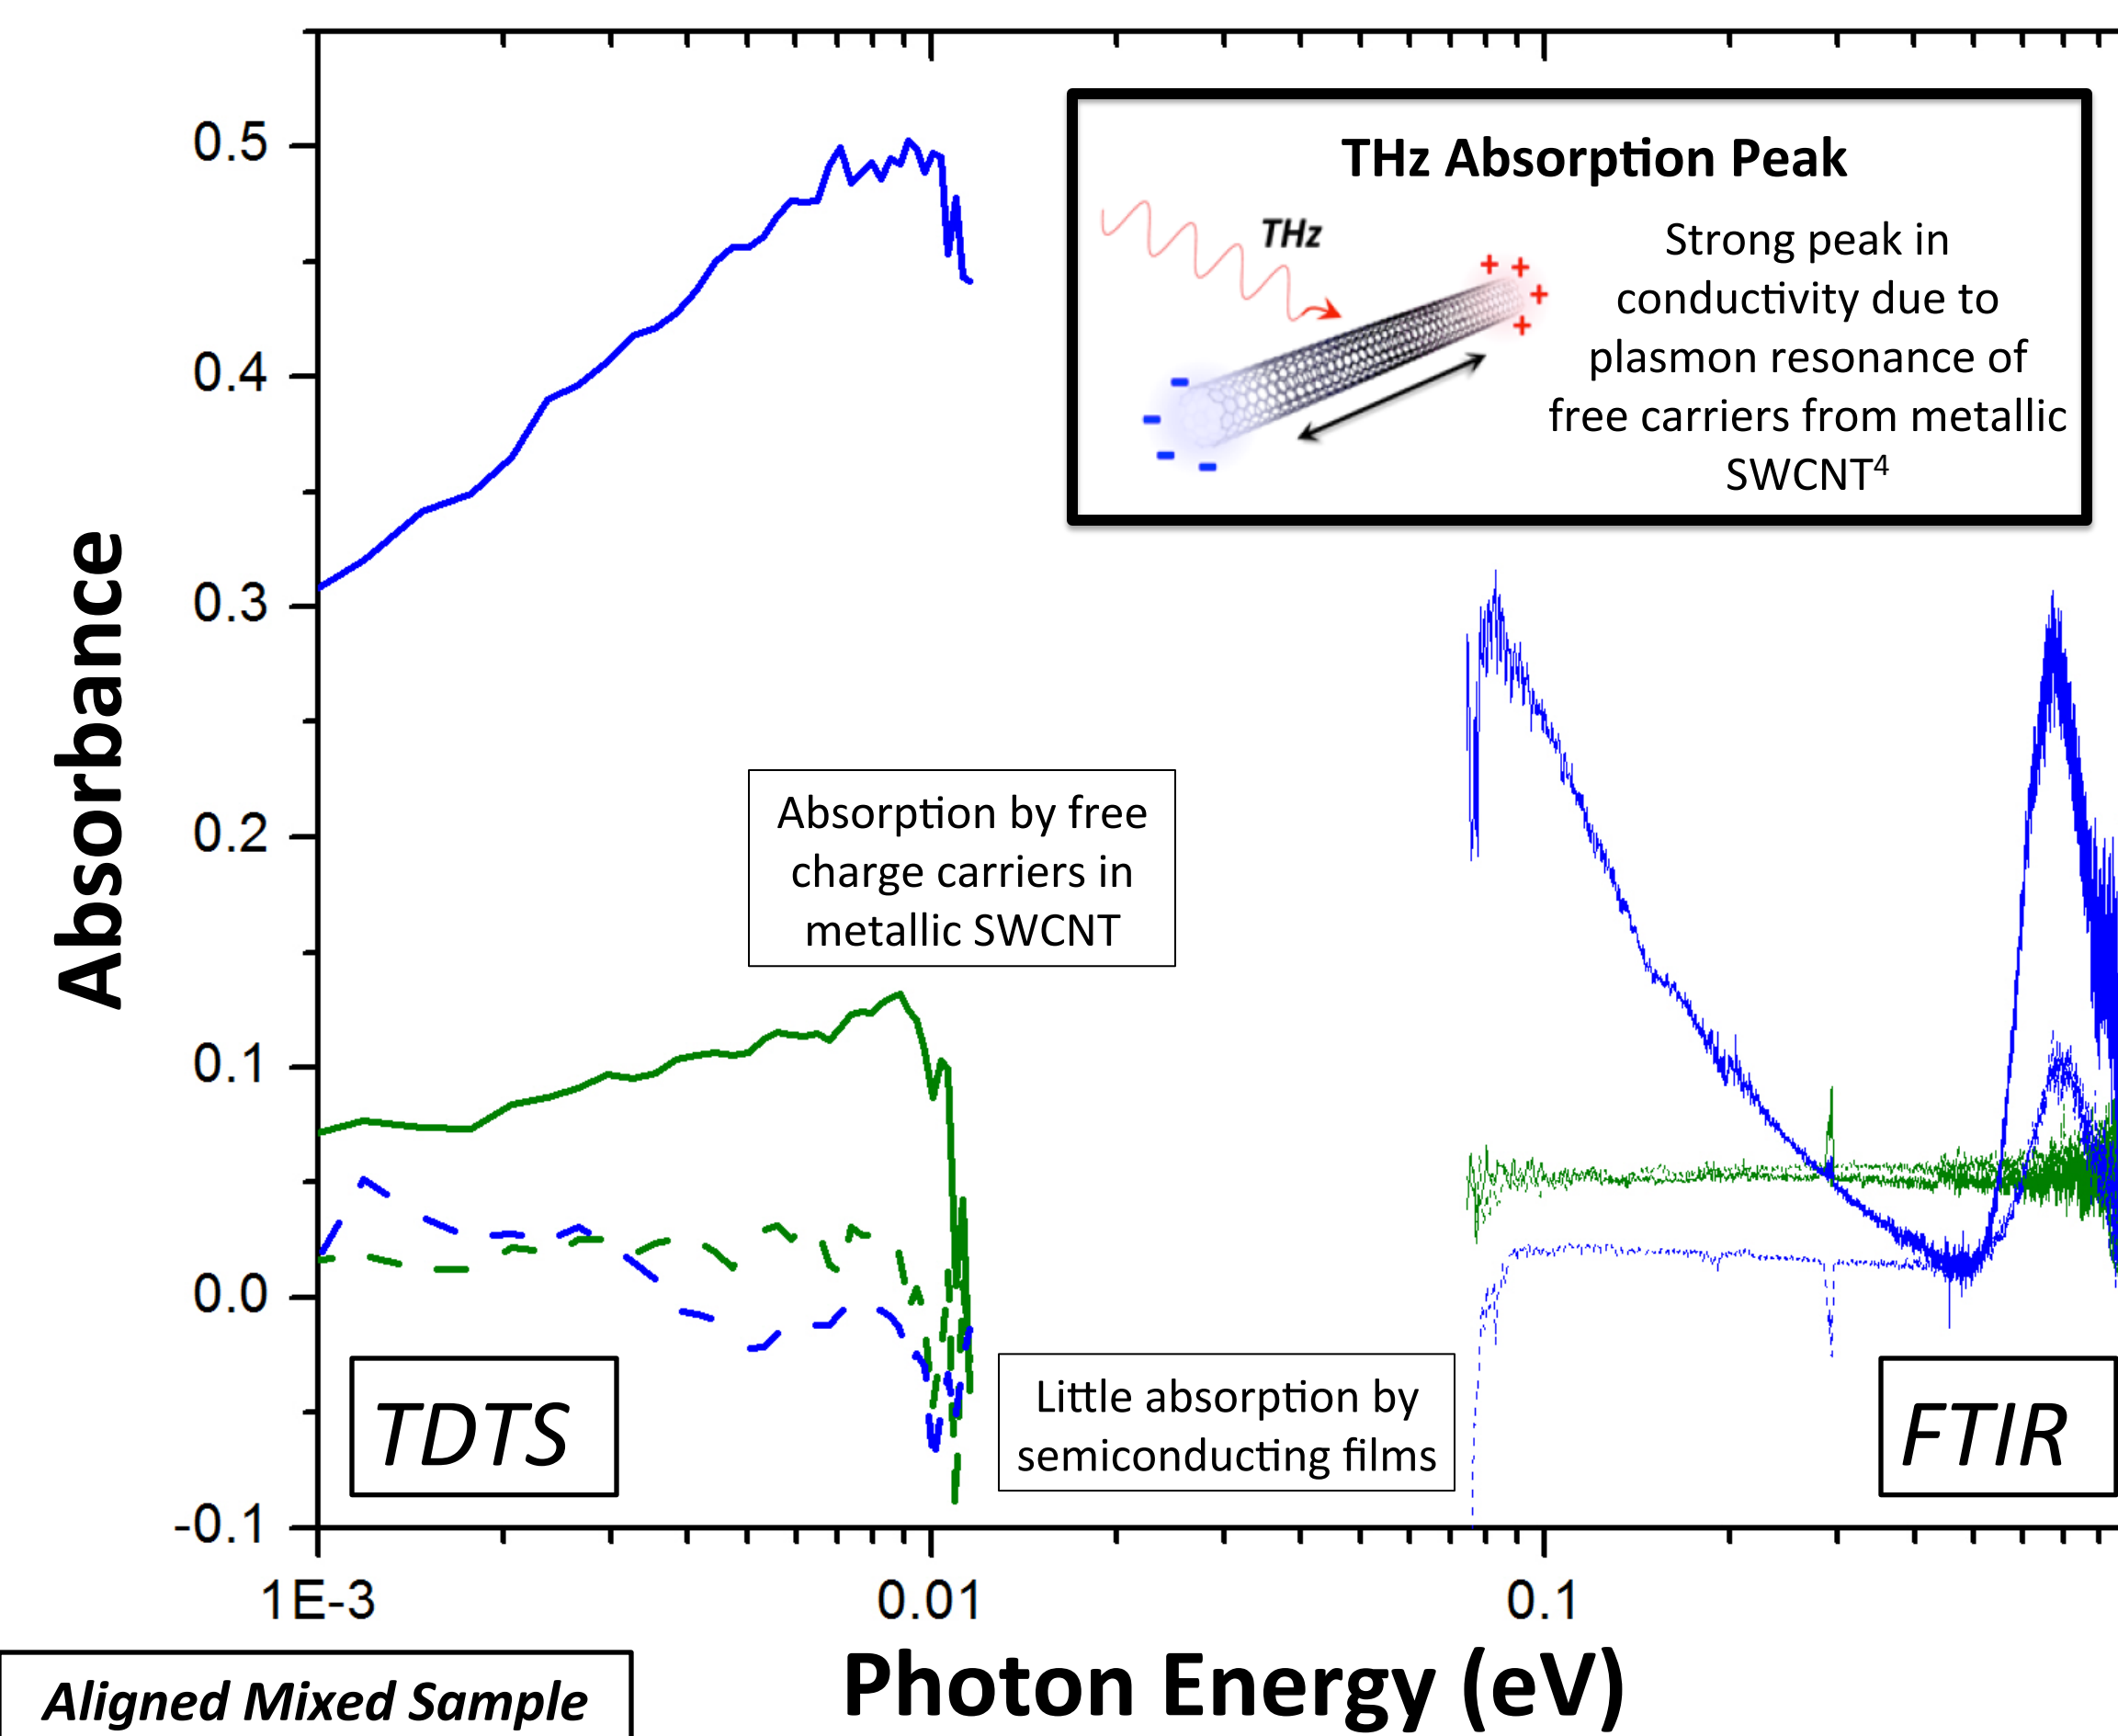 0.5
0.4
0.3
0.2
0.1
0.0
-0.1
Absorbance
THz Absorption Peak
THz
Strong peak in
conductivity due to
plasmon resonance of
free carriers from metallic
SWCNT⁴
+ + + +
- - - -
Absorption by free
charge carriers in
metallic SWCNT
TDTS
Little absorption by
semiconducting films
FTIR
1E-3 0.01 0.1
Photon Energy (eV)
Aligned Mixed Sample